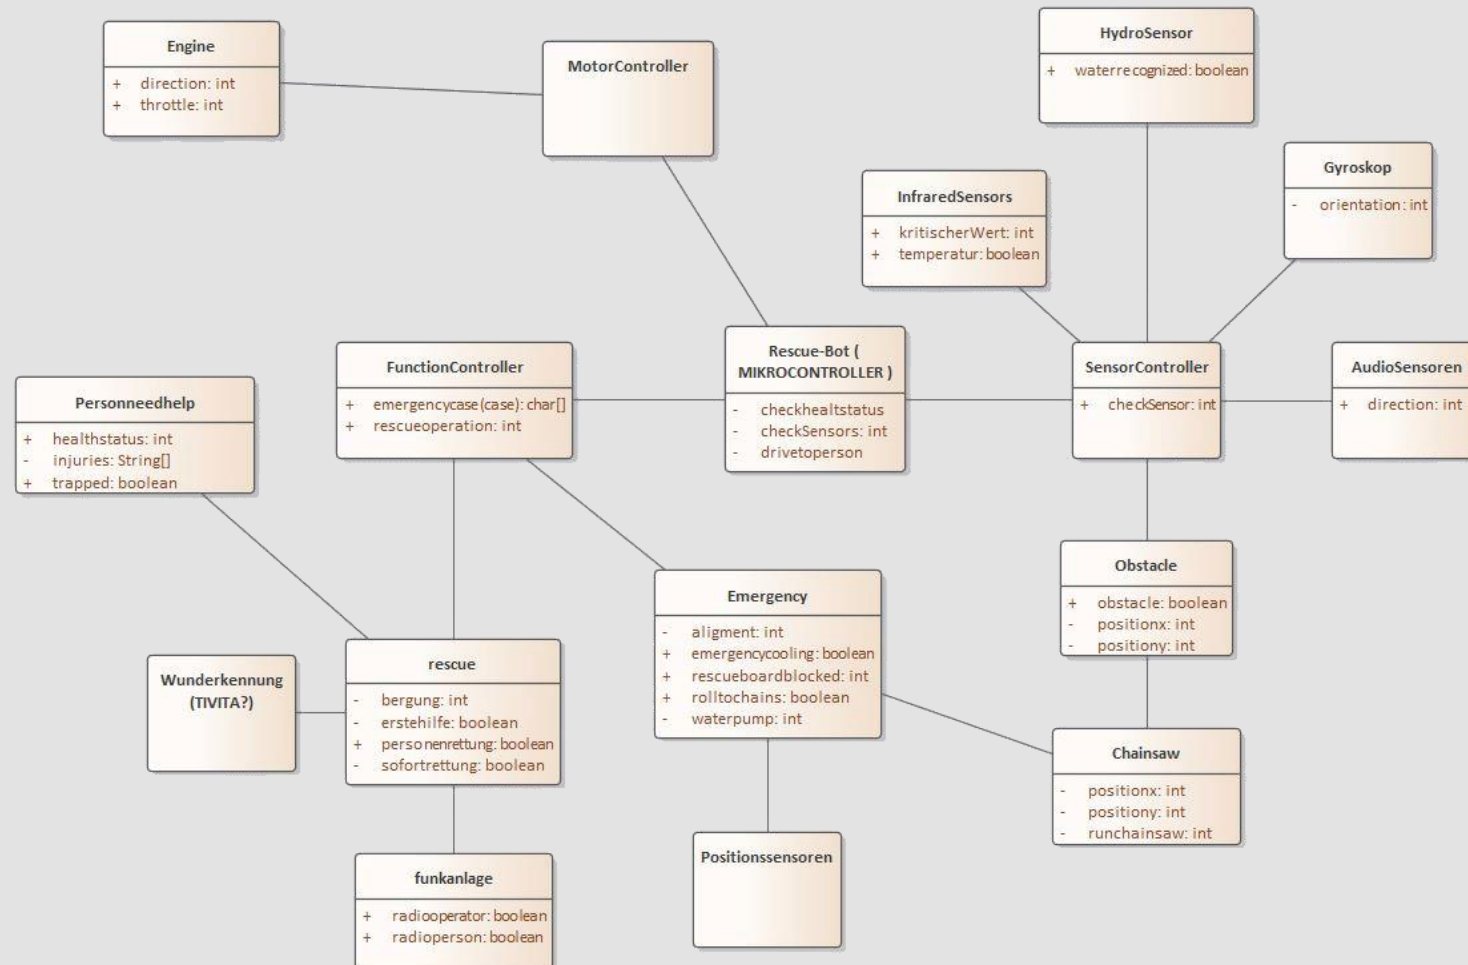 Engine
+ direction: int
+ throttle: int
MotorController
HydroSensor
+ waterrecognized: boolean
InfraredSensors
+ kritischerWert: int
+ temperatur: boolean
Gyroskop
- orientation: int
Personneedhelp
+ healthstatus: int
- injuries: String[]
+ trapped: boolean
FunctionController
+ emergencycase(case): char[]
+ rescueoperation: int
Rescue-Bot (
MIKROCONTROLLER )
- checkhealtstatus
- checkSensors: int
- drivetoperson
SensorController
+ checkSensor: int
AudioSensoren
+ direction: int
Wunderkennung
(TIVITA?)
rescue
- bergung: int
- erstehilfe: boolean
+ personenrettung: boolean
- sofortrettung: boolean
Emergency
- aligment: int
+ emergencycooling: boolean
+ rescueboardblocked: int
+ rolltochains: boolean
- waterpump: int
Obstacle
+ obstacle: boolean
- positionx: int
- positiony: int
Chainsaw
- positionx: int
- positiony: int
- runchainsaw: int
funkanlage
+ radiooperator: boolean
+ radioperson: boolean
Positionssensoren